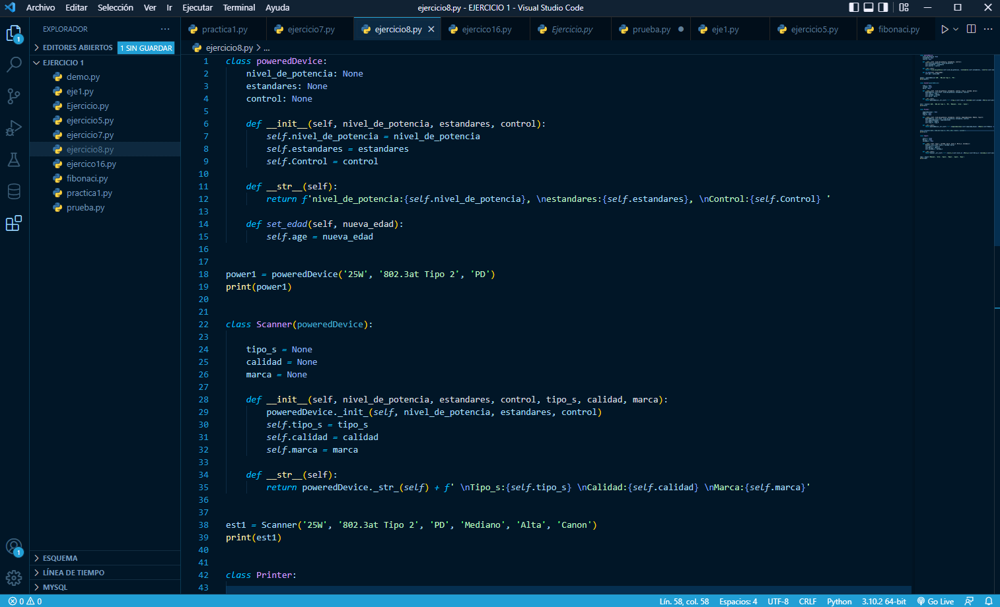 Archivo Editar Selección Ver Ir Ejecutar Terminal Ayuda
ejercicio8.py - EJERCICIO 1 - Visual Studio Code
EXPLORADOR
practica1.py ejercicio7.py ejercicio8.py ejercico16.py Ejercicio.py prueba.py eje1.py ejercicio5.py fibonaci.py
1
EDITORES ABIERTOS 1 SIN GUARDAR
ejercicio8.py > ...
EJERCICIO 1
demo.py
eje1.py
Ejercicio.py
ejercicio5.py
ejercicio7.py
ejercicio8.py
ejercico16.py
fibonaci.py
practica1.py
prueba.py
1 class poweredDevice:
2 nivel_de_potencia: None
3 estandares: None
4 control: None
5
6 def __init__(self, nivel_de_potencia, estandares, control):
7 self.nivel_de_potencia = nivel_de_potencia
8 self.estandares = estandares
9 self.Control = control
10
11 def __str__(self):
12 return f'nivel_de_potencia:{self.nivel_de_potencia}, \nestandares:{self.estandares}, \nControl:{self.Control} '
13
14 def set_edad(self, nueva_edad):
15 self.age = nueva_edad
16
17
18 power1 = poweredDevice('25W', '802.3at Tipo 2', 'PD')
19 print(power1)
20
21
22 class Scanner(poweredDevice):
23
24 tipo_s = None
25 calidad = None
26 marca = None
27
28 def __init__(self, nivel_de_potencia, estandares, control, tipo_s, calidad, marca):
29 poweredDevice._init_(self, nivel_de_potencia, estandares, control)
30 self.tipo_s = tipo_s
31 self.calidad = calidad
32 self.marca = marca
33
34 def __str__(self):
35 return poweredDevice._str_(self) + f' \nTipo_s:{self.tipo_s} \nCalidad:{self.calidad} \nMarca:{self.marca}'
36
37
38 est1 = Scanner('25W', '802.3at Tipo 2', 'PD', 'Mediano', 'Alta', 'Canon')
39 print(est1)
40
41
42 class Printer:
43
1
ESQUEMA
LÍNEA DE TIEMPO
MYSQL
0 0
Lín. 58, col. 58 Espacios: 4 UTF-8 CRLF Python 3.10.2 64-bit Go Live